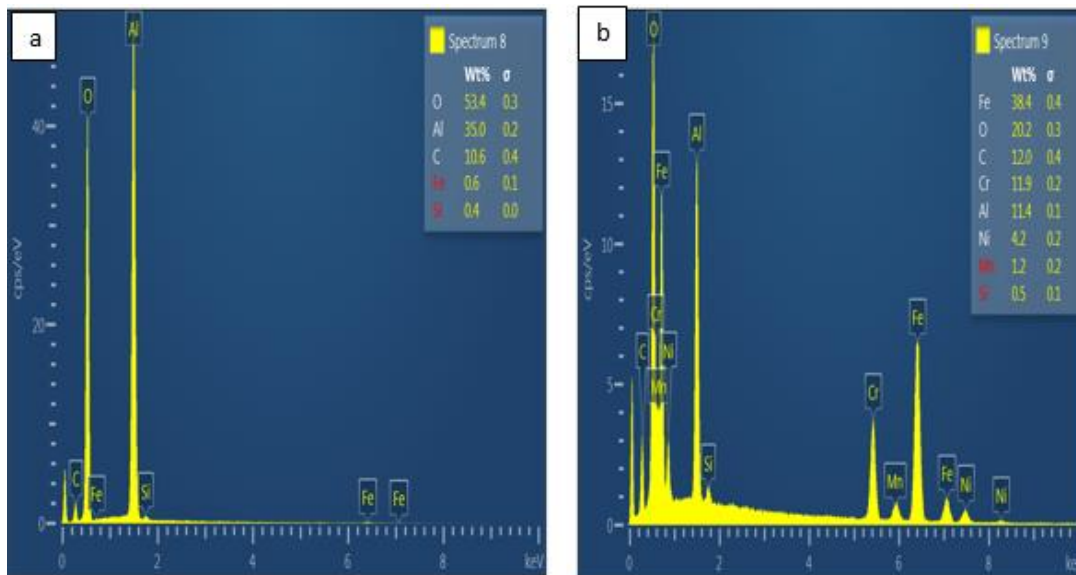 a
Spectrum 8
Wt% σ
O 53.4 0.3
Al 35.0 0.2
C 10.6 0.4
Fe 0.6 0.1
Si 0.4 0.0
Al
O
C
Fe
Si
Fe
Fe
cps/eV
40
20
0
0 2 4 6 8 keV
b
Spectrum 9
Wt% σ
Fe 38.4 0.4
O 20.2 0.3
C 12.0 0.4
Cr 11.9 0.2
Al 11.4 0.1
Ni 4.2 0.2
Mn 1.2 0.2
Si 0.5 0.1
O
Al
Fe
Cr
C
Ni
Mn
Si
Cr
Mn
Fe
Fe
Ni
Ni
cps/eV
15
10
5
0
0 2 4 6 8 ke